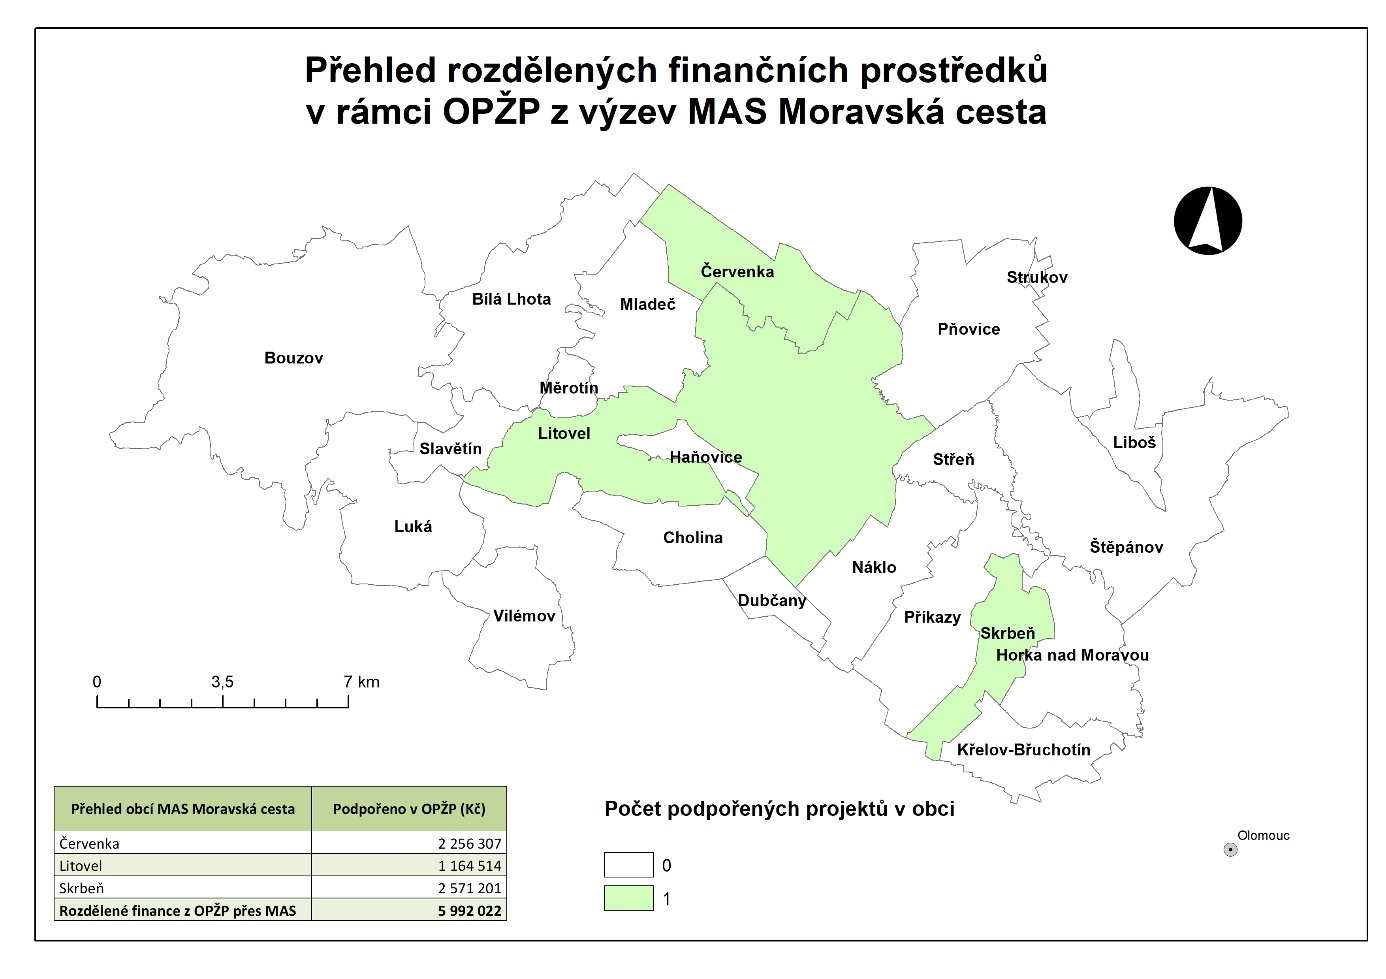 Přehled rozdělených finančních prostředků
v rámci OPŽP z výzev MAS Moravská cesta
Červenka
Strukov
Bílá Lhota
Mladeč
Pňovice
Bouzov
Měrotín
Litovel
Liboš
Slavětín
Haňovice
Střeň
Luká
Cholina
Štěpánov
Náklo
Dubčany
Vilémov
Příkazy
Skrbeň
Horka nad Moravou
Křelov-Břuchotín
0 3,5 7 km
Přehled obcí MAS Moravská cesta Podpořeno v OPŽP (Kč)
Červenka 2 256 307
Litovel 1 164 514
Skrbeň 2 571 201
Rozdělené finance z OPŽP přes MAS 5 992 022
Počet podpořených projektů v obci
0
1
Olomouc